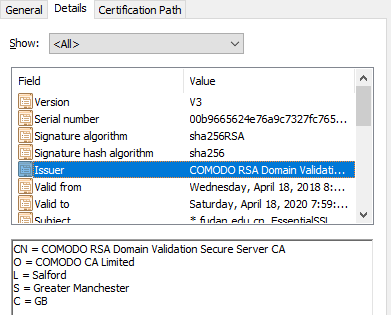 General Details Certification Path
Show: <All>
Field Value
Version V3
Serial number 00b9665624e76a9c7327fc765...
Signature algorithm sha256RSA
Signature hash algorithm sha256
Issuer COMODO RSA Domain Validati...
Valid from Wednesday, April 18, 2018 8:...
Valid to Saturday, April 18, 2020 7:59:...
Subject *.fudan.edu.cn, EssentialSSL
CN = COMODO RSA Domain Validation Secure Server CA
O = COMODO CA Limited
L = Salford
S = Greater Manchester
C = GB